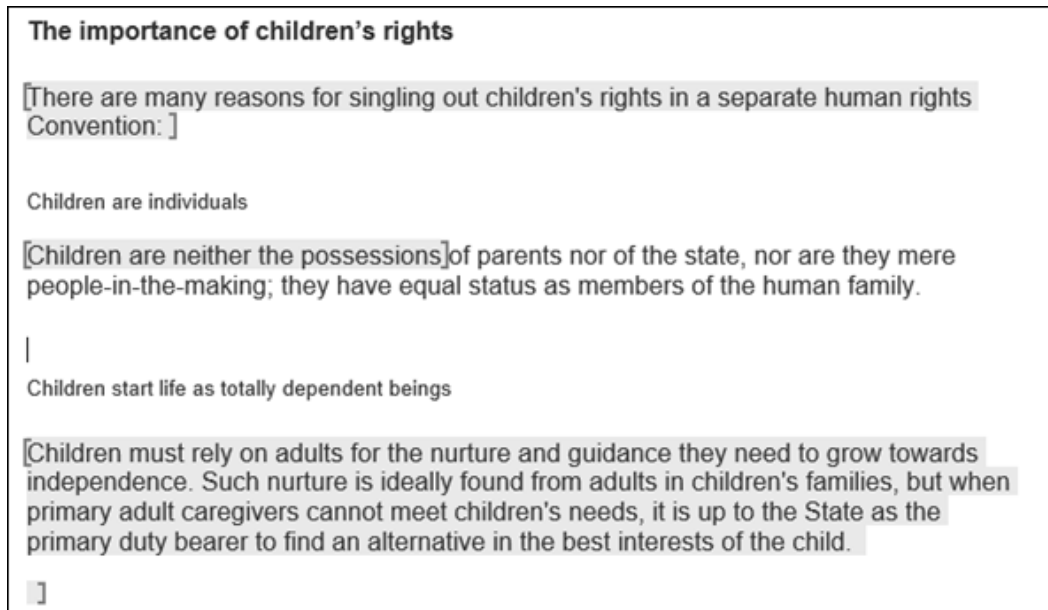 The importance of children’s rights
[There are many reasons for singling out children's rights in a separate human rights
Convention: ]
Children are individuals
[Children are neither the possessions]of parents nor of the state, nor are they mere
people-in-the-making; they have equal status as members of the human family.
Children start life as totally dependent beings
[Children must rely on adults for the nurture and guidance they need to grow towards
independence. Such nurture is ideally found from adults in children's families, but when
primary adult caregivers cannot meet children's needs, it is up to the State as the
primary duty bearer to find an alternative in the best interests of the child.
]